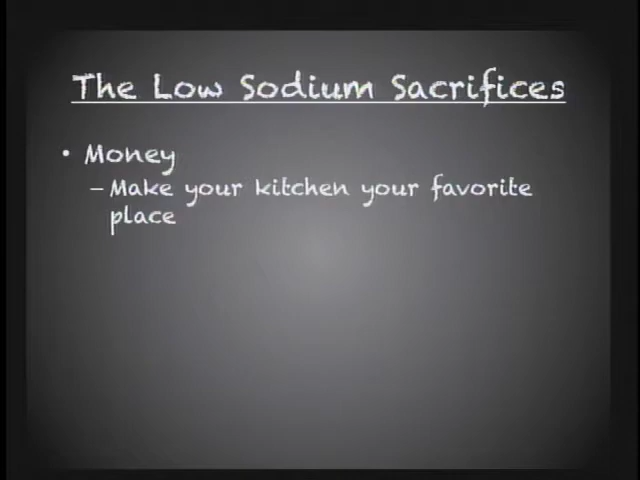 The Low Sodium Sacrifices
• Money
– Make your kitchen your favorite
place